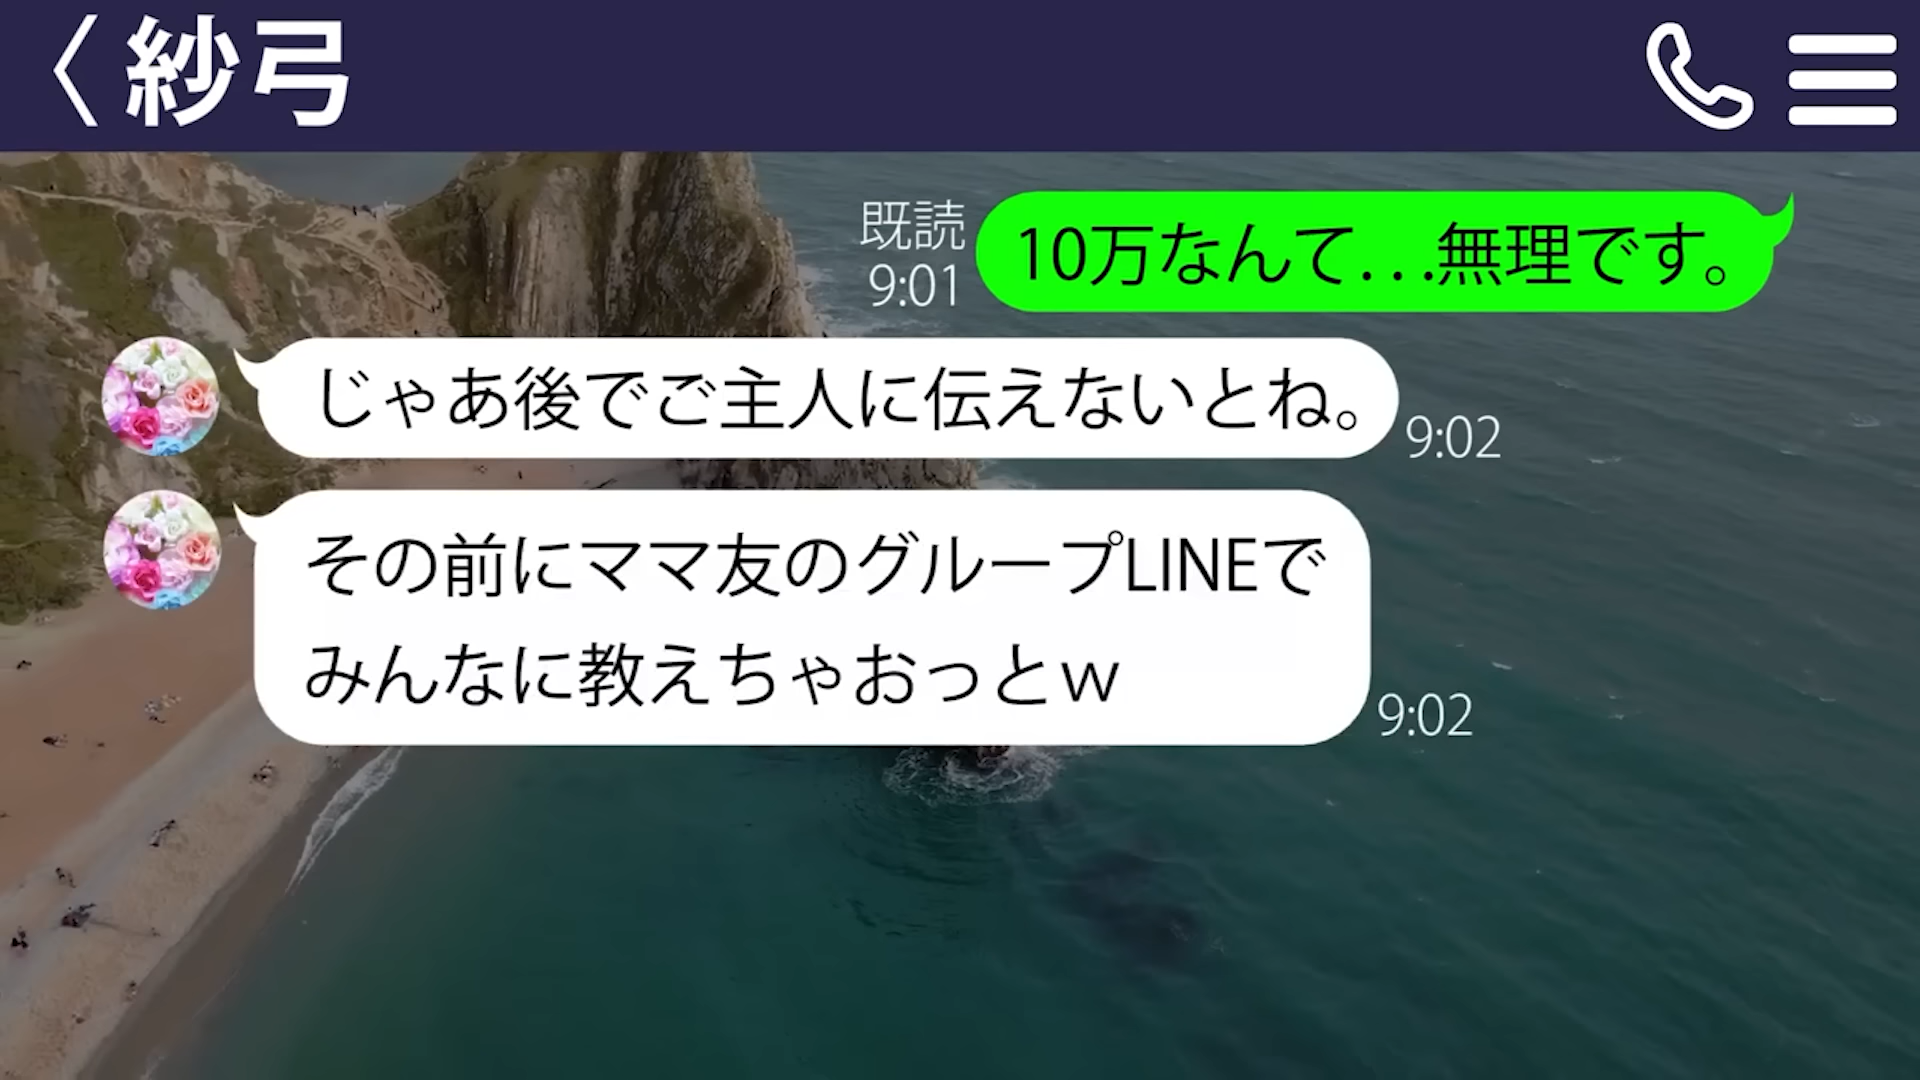 紗弓
既読
9:01
10万なんて...無理です。
じゃあ後でご主人に伝えないとね。
9:02
その前にママ友のグループLINEで
みんなに教えちゃおっとw
9:02